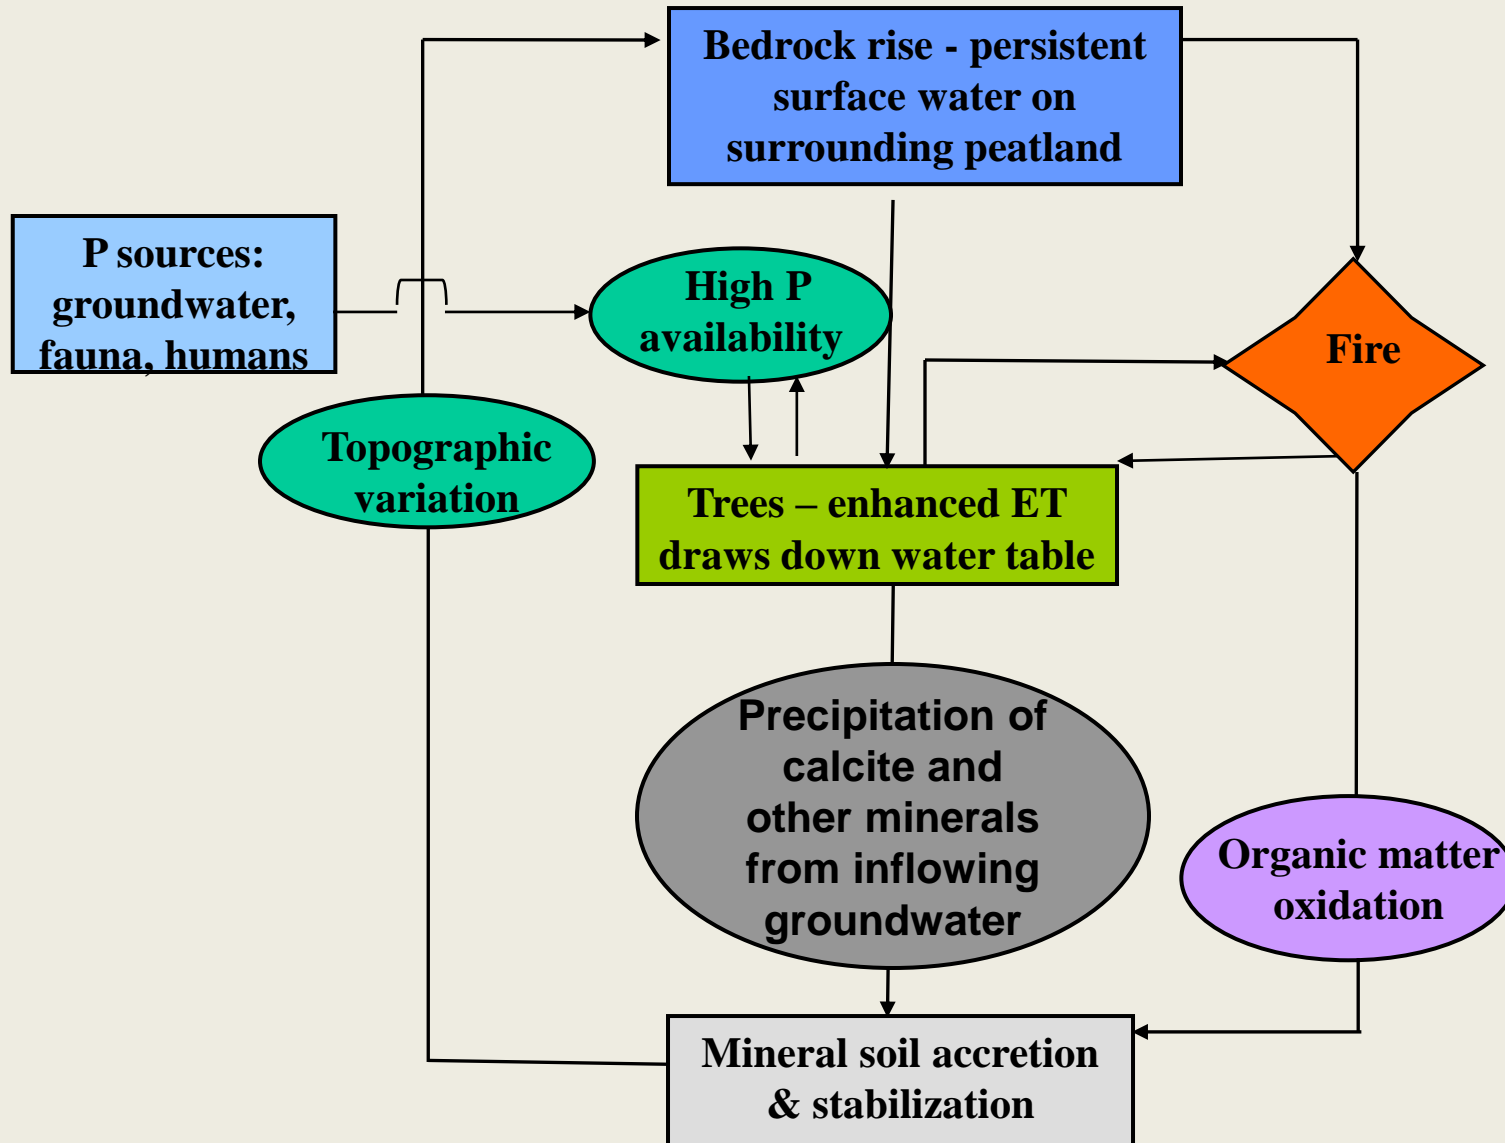 Bedrock rise - persistent
surface water on
surrounding peatland
P sources:
groundwater,
fauna, humans
High P
availability
Fire
Topographic
variation
Trees – enhanced ET
draws down water table
Precipitation of
calcite and
other minerals
from inflowing
groundwater
Organic matter
oxidation
Mineral soil accretion
& stabilization